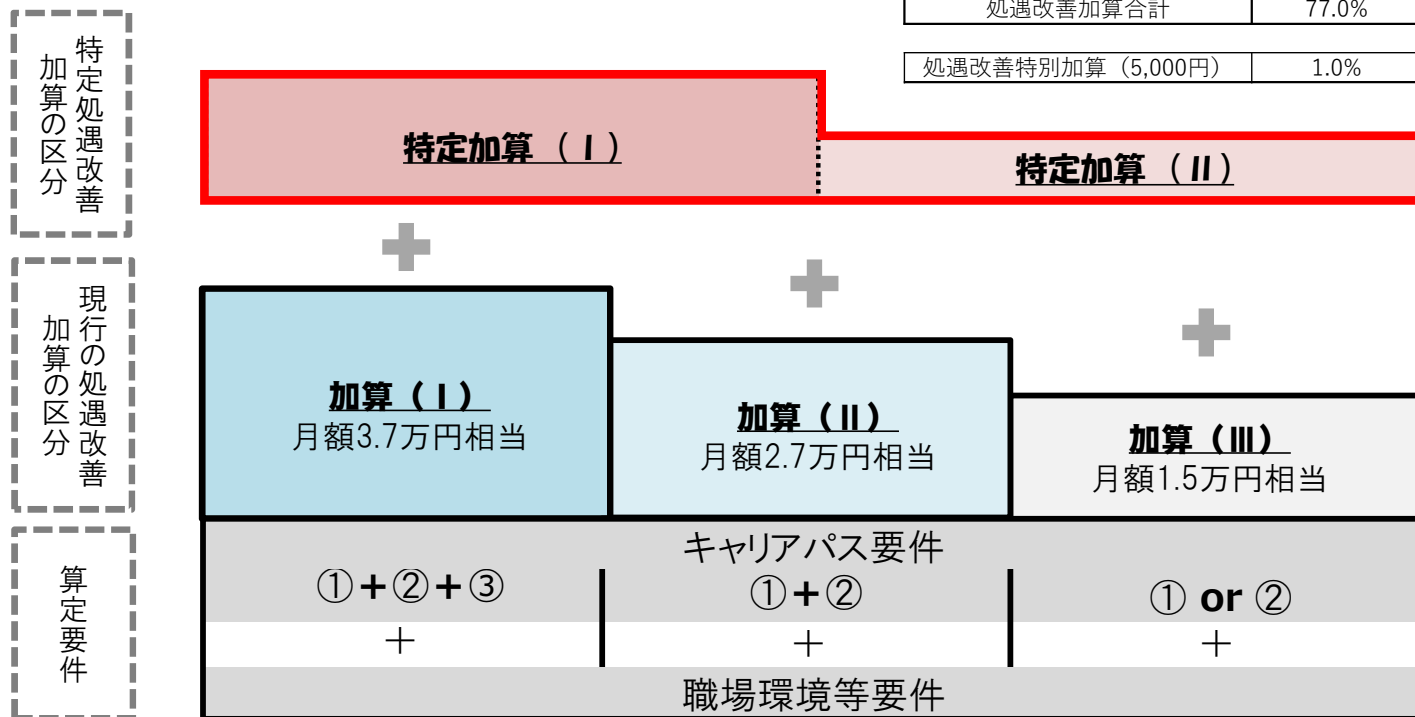 処遇改善加算合計 77.0%
処遇改善特別加算（5,000円） 1.0%
特定処遇改善
加算の区分
特定加算（Ⅰ）
特定加算（Ⅱ）
現行の処遇改善
加算の区分
加算（Ⅰ）
月額3.7万円相当
加算（Ⅱ）
月額2.7万円相当
加算（Ⅲ）
月額1.5万円相当
算定要件
キャリアパス要件
①+②+③ ①+② ① or ②
＋ ＋ ＋
職場環境等要件